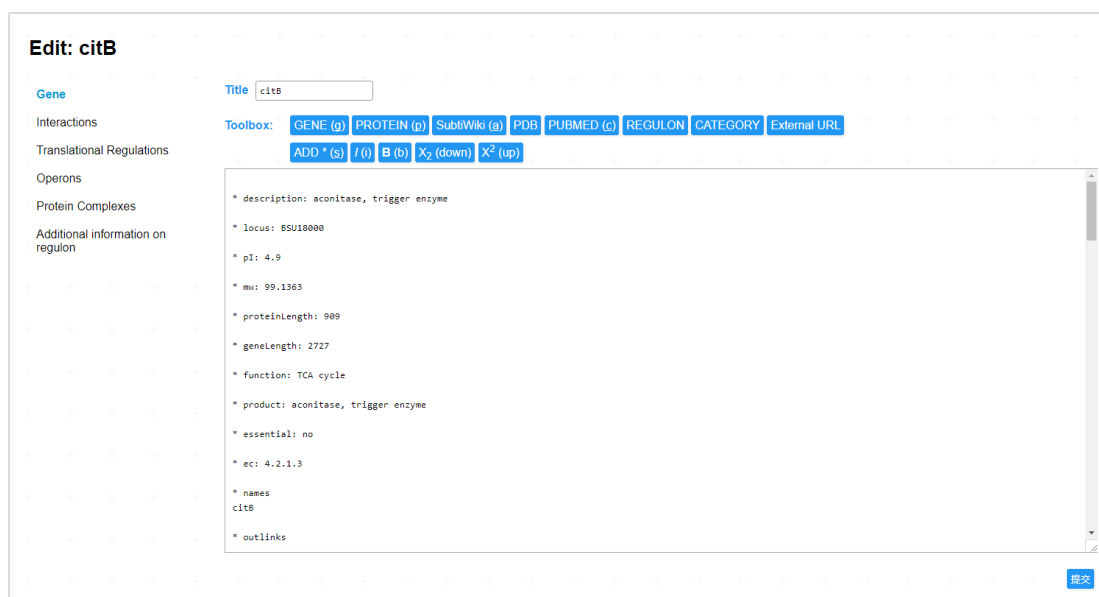 Edit: citB
Gene
Interactions
Translational Regulations
Operons
Protein Complexes
Additional information on
regulon
Title citB
Toolbox: GENE (g) PROTEIN (p) SubtiWiki (a) PDB PUBMED (c) REGULON CATEGORY External URL
ADD * (s) I (i) B (b) X₂ (down) X² (up)
* description: aconitase, trigger enzyme
* locus: BSU18000
* pI: 4.9
* mw: 99.1363
* proteinLength: 909
* geneLength: 2727
* function: TCA cycle
* product: aconitase, trigger enzyme
* essential: no
* ec: 4.2.1.3
* names
citB
* outlinks
提交